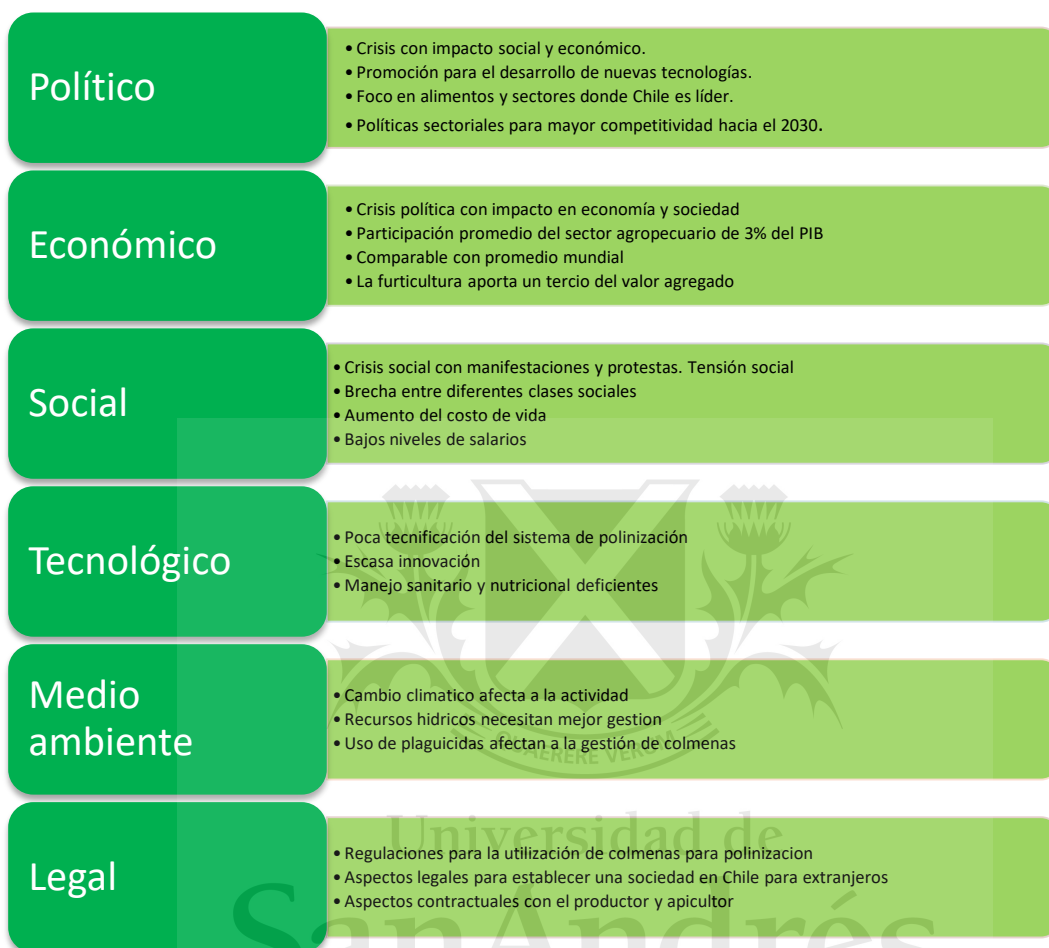 Político
• Crisis con impacto social y económico.
• Promoción para el desarrollo de nuevas tecnologías.
• Foco en alimentos y sectores donde Chile es líder.
• Políticas sectoriales para mayor competitividad hacia el 2030.
Económico
• Crisis política con impacto en economía y sociedad
• Participación promedio del sector agropecuario de 3% del PIB
• Comparable con promedio mundial
• La furticultura aporta un tercio del valor agregado
Social
• Crisis social con manifestaciones y protestas. Tensión social
• Brecha entre diferentes clases sociales
• Aumento del costo de vida
• Bajos niveles de salarios
Tecnológico
• Poca tecnificación del sistema de polinización
• Escasa innovación
• Manejo sanitario y nutricional deficientes
Medio
ambiente
• Cambio climatico afecta a la actividad
• Recursos hidricos necesitan mejor gestion
• Uso de plaguicidas afectan a la gestión de colmenas
QUAERERE VERUM
Legal
Universidad de
• Regulaciones para la utilización de colmenas para polinizacion
• Aspectos legales para establecer una sociedad en Chile para extranjeros
• Aspectos contractuales con el productor y apicultor
SanAndrés